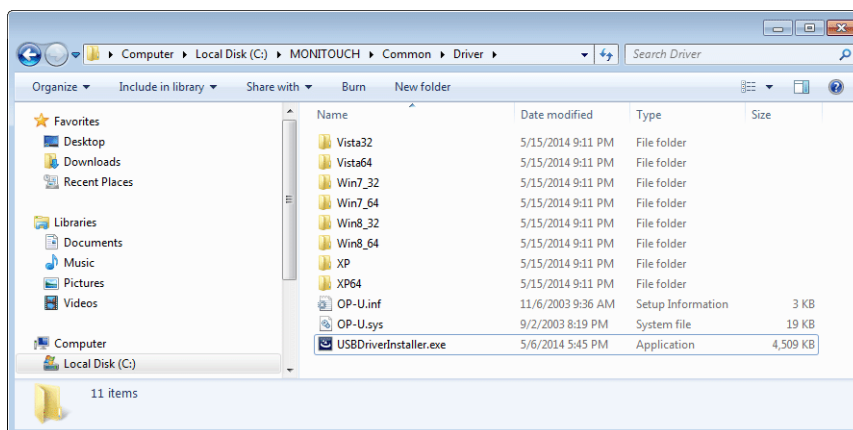 Computer Local Disk (C:) MONITOUCH Common Driver Search Driver
Organize Include in library Share with Burn New folder
Favorites
Desktop
Downloads
Recent Places
Libraries
Documents
Music
Pictures
Videos
Computer
Local Disk (C:)
Name Date modified Type Size
Vista32 5/15/2014 9:11 PM File folder
Vista64 5/15/2014 9:11 PM File folder
Win7_32 5/15/2014 9:11 PM File folder
Win7_64 5/15/2014 9:11 PM File folder
Win8_32 5/15/2014 9:11 PM File folder
Win8_64 5/15/2014 9:11 PM File folder
XP 5/15/2014 9:11 PM File folder
XP64 5/15/2014 9:11 PM File folder
OP-U.inf 11/6/2003 9:36 AM Setup Information 3 KB
OP-U.sys 9/2/2003 8:19 PM System file 19 KB
USBDriverInstaller.exe 5/6/2014 5:45 PM Application 4,509 KB
11 items